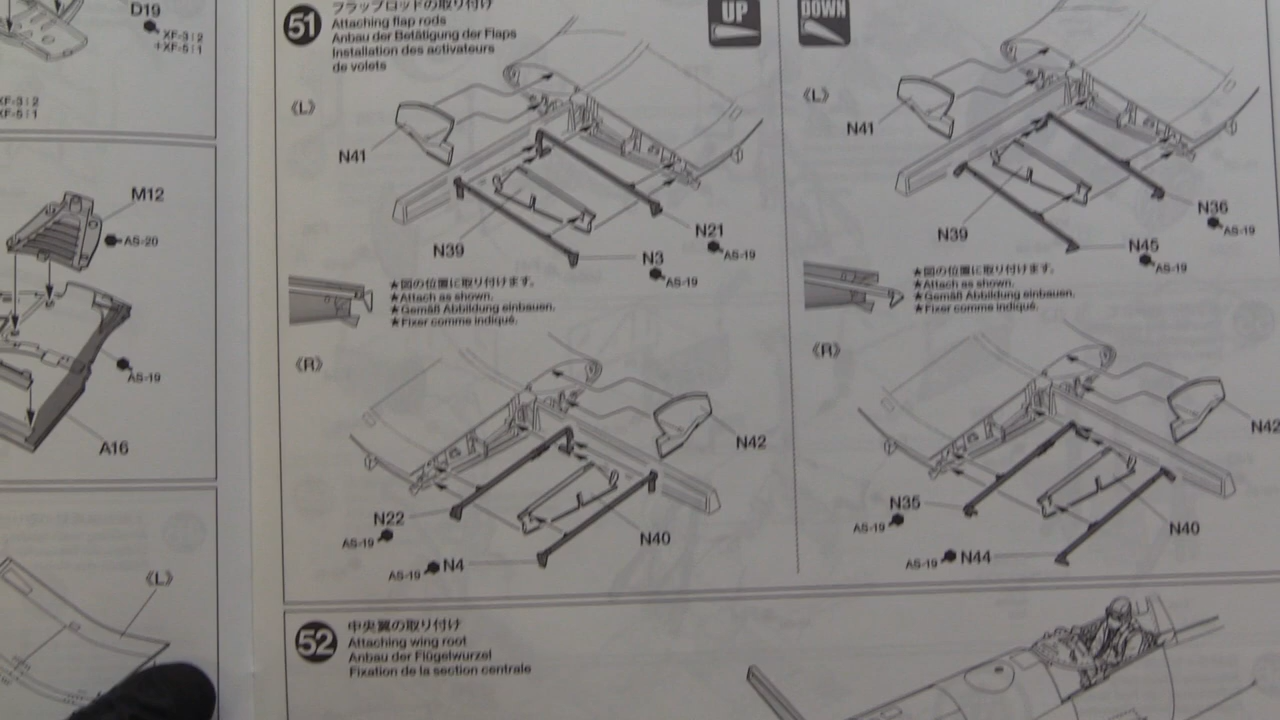 D19
XF-3:2
+XF-5:1
XF-3:2
XF-5:1
M12
AS-20
AS-19
A16
《L》
51
フラップロッドの取り付け
Attaching flap rods
Anbau der Betätigung der Flaps
Installation des activateurs
de volets
UP
《L》
N41
N39
N21
AS-19
N3
AS-19
★図の位置に取り付けます。
★Attach as shown.
★Gemäß Abbildung einbauen.
★Fixer comme indiqué.
《R》
N42
N22
AS-19
N40
AS-19
N4
DOWN
《L》
N41
N39
N36
AS-19
N45
AS-19
★図の位置に取り付けます。
★Attach as shown.
★Gemäß Abbildung einbauen.
★Fixer comme indiqué.
《R》
N42
N35
AS-19
N40
AS-19
N44
52
中央翼の取り付け
Attaching wing root
Anbau der Flügelwurzel
Fixation de la section centrale